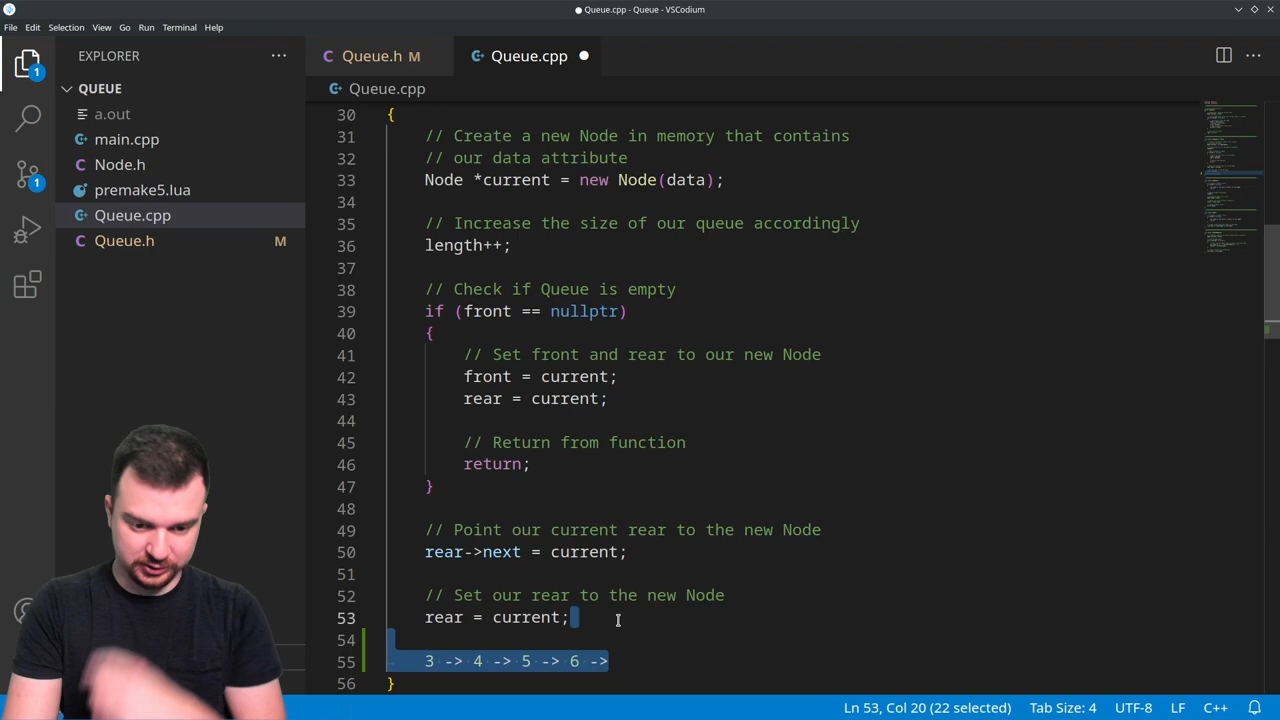 Queue.cpp - Queue - VSCodium
File Edit Selection View Go Run Terminal Help
EXPLORER
Queue.h M
Queue.cpp
QUEUE
Queue.cpp
a.out
main.cpp
Node.h
premake5.lua
Queue.cpp
Queue.h M
1
1
30 {
31 // Create a new Node in memory that contains
32 // our data attribute
33 Node *current = new Node(data);
34
35 // Increase the size of our queue accordingly
36 length++;
37
38 // Check if Queue is empty
39 if (front == nullptr)
40 {
41 // Set front and rear to our new Node
42 front = current;
43 rear = current;
44
45 // Return from function
46 return;
47 }
48
49 // Point our current rear to the new Node
50 rear->next = current;
51
52 // Set our rear to the new Node
53 rear = current;
54
55 3 -> 4 -> 5 -> 6 ->
56 }
Ln 53, Col 20 (22 selected) Tab Size: 4 UTF-8 LF C++